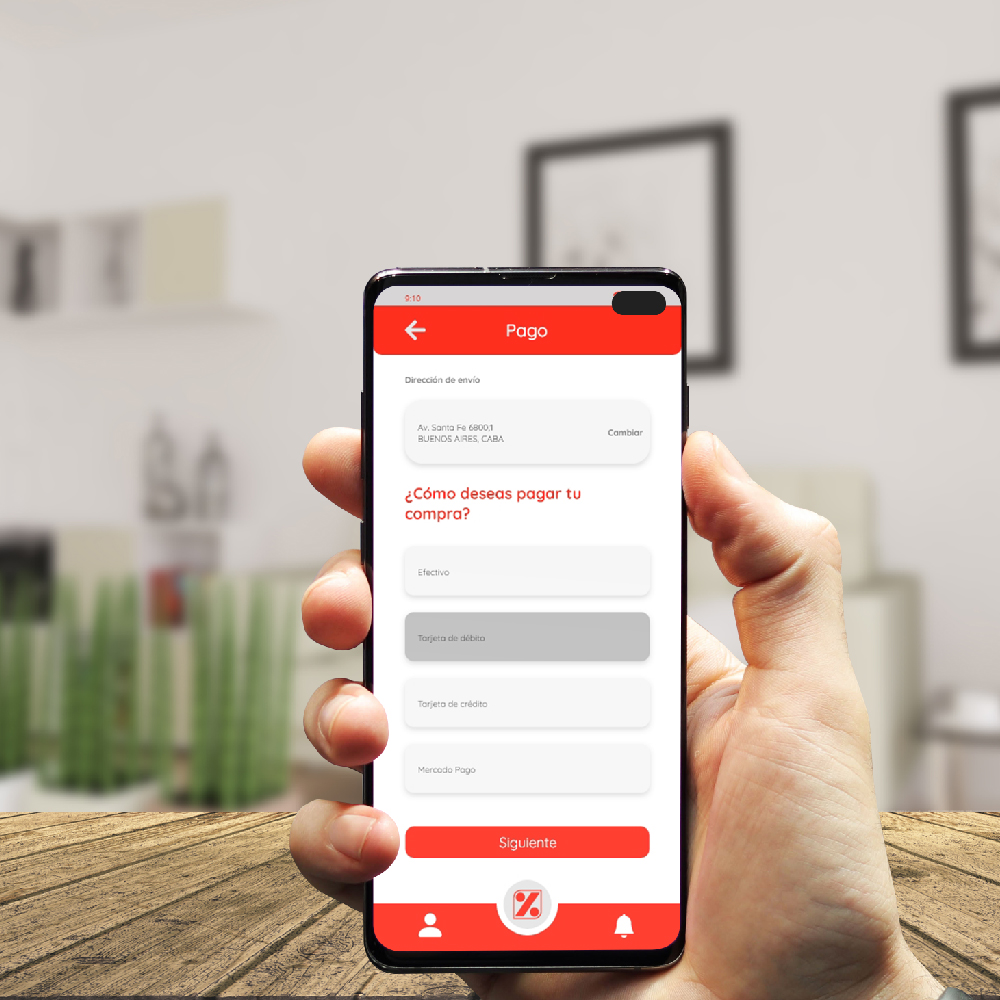 9:10
Pago
Dirección de envío
Av. Santa Fe 6800,1
BUENOS AIRES, CABA
Cambiar
¿Cómo deseas pagar tu
compra?
Efectivo
Tarjeta de débito
Tarjeta de crédito
Mercado Pago
Siguiente